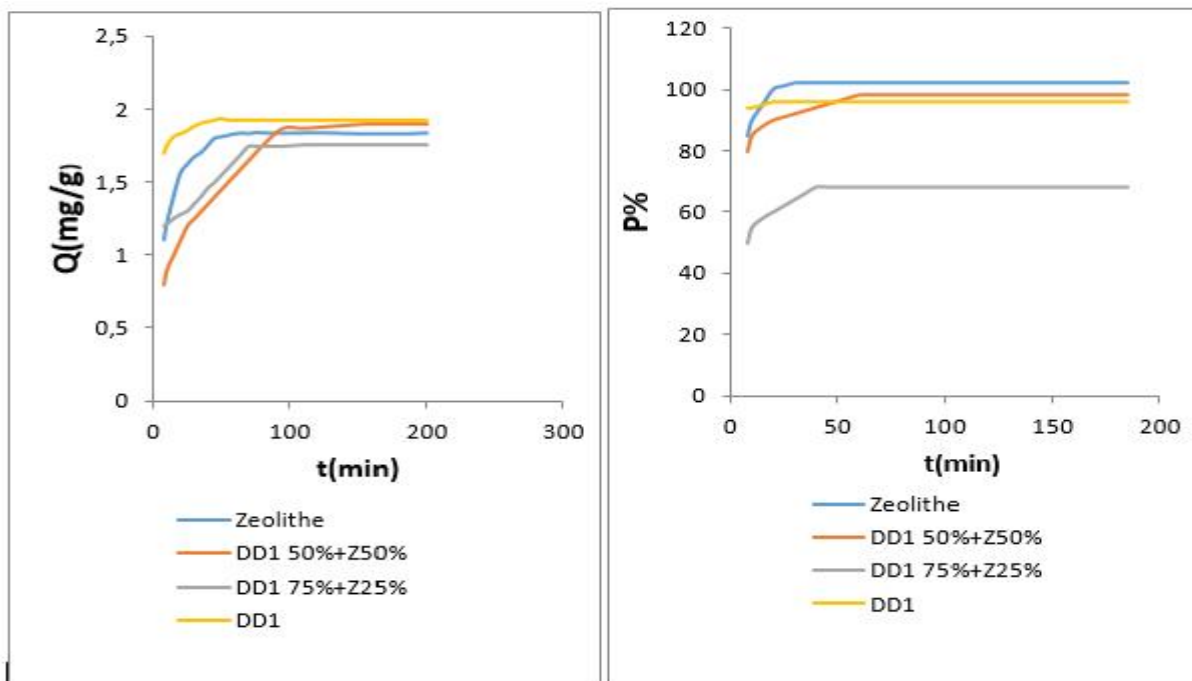 2,5
2
1,5
1
0,5
0
Q(mg/g)
0 100 200 300
t(min)
Zeolithe
DD1 50%+Z50%
DD1 75%+Z25%
DD1
120
100
80
60
40
20
0
P%
0 50 100 150 200
t(min)
Zeolithe
DD1 50%+Z50%
DD1 75%+Z25%
DD1